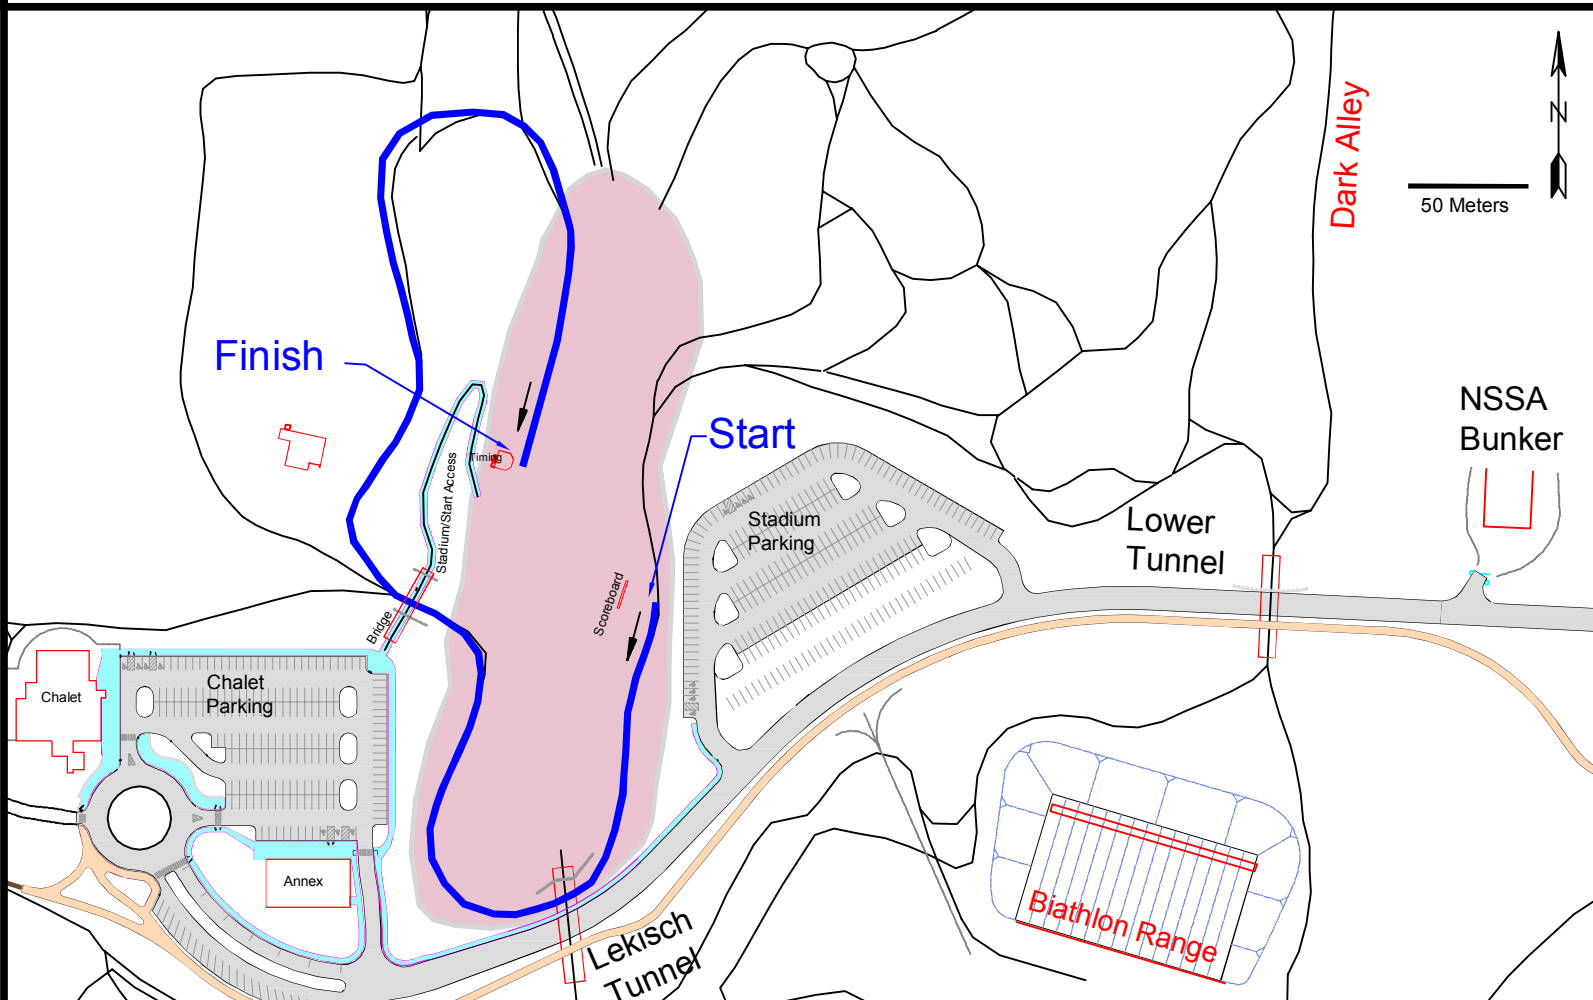 Dark Alley
N
50 Meters
Finish
NSSA
Bunker
Start
Timing
Stadium/Start Access
Stadium
Parking
Lower
Tunnel
Scoreboard
Bridge
Chalet
Parking
Chalet
Annex
Biathlon Range
Lekisch
Tunnel